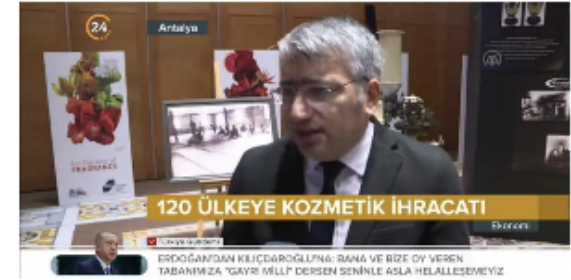 24
Antalya
FRAGRANCE
120 ÜLKEYE KOZMETİK İHRACATI
Ekonomi
Türkiye Gündemi
ERDOĞAN'DAN KILIÇDAROĞLU'NA: BANA VE BİZE OY VEREN
TABANIMIZA "GAYRİ MİLLİ" DERSEN SENİNLE ASLA HELALLEŞEMEYİZ